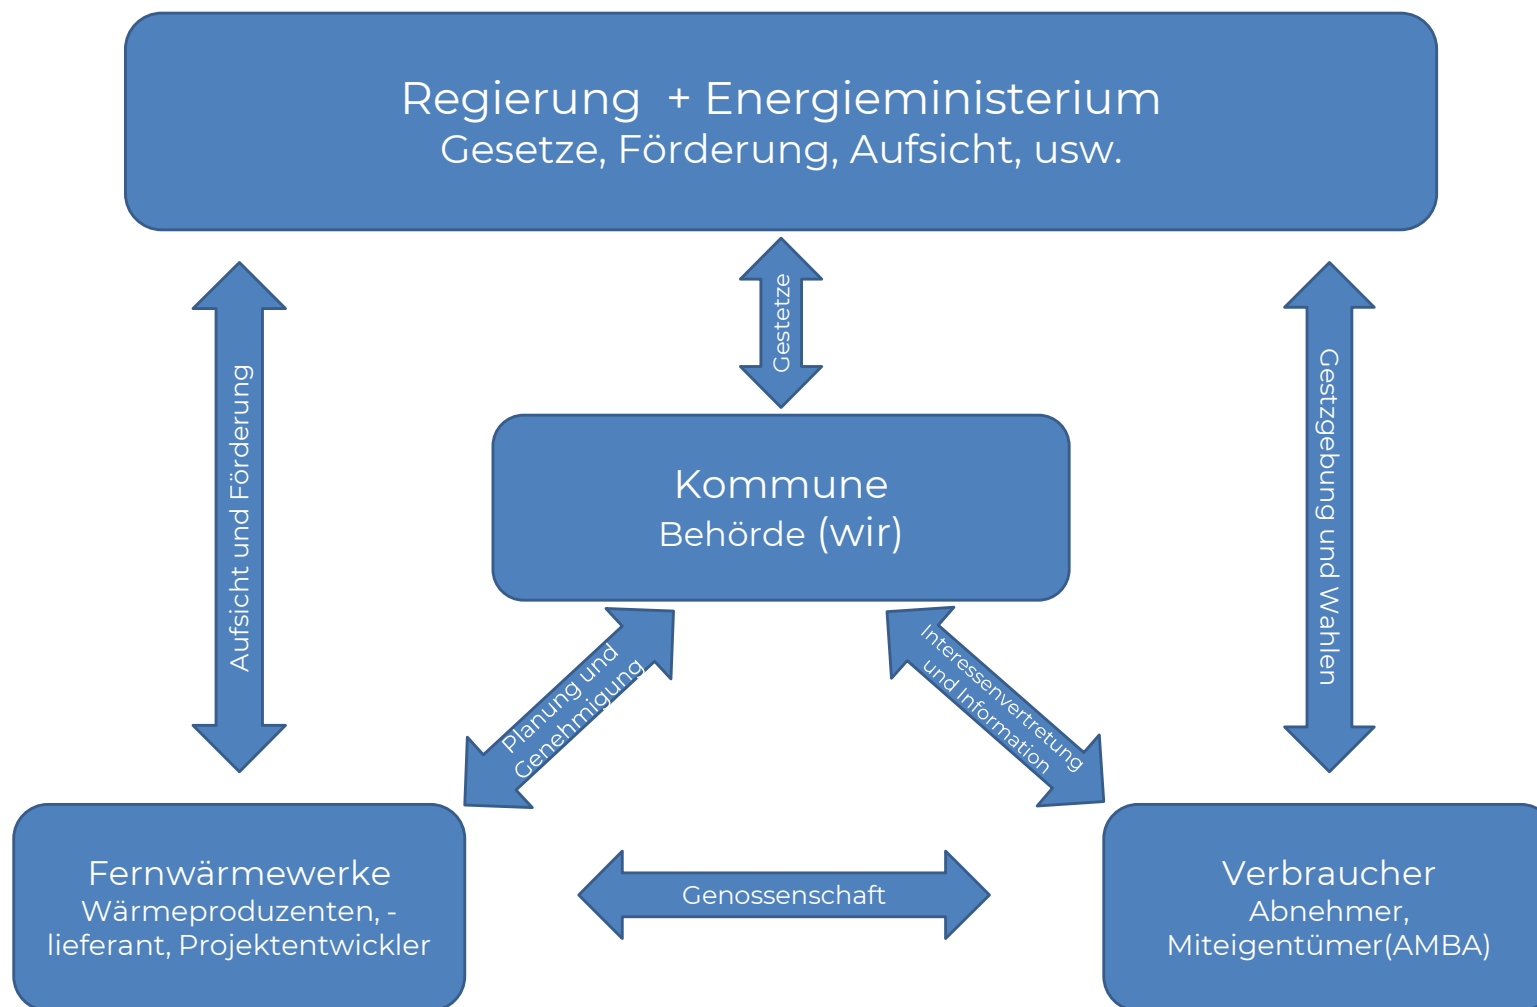 Regierung + Energieministerium
Gesetze, Förderung, Aufsicht, usw.
Gestetze
Aufsicht und Förderung
Gestzgebung und Wahlen
Kommune
Behörde (wir)
Planung und
Genehmigung
Interessenvertretung
und Information
Fernwärmewerke
Wärmeproduzenten, -
lieferant, Projektentwickler
Genossenschaft
Verbraucher
Abnehmer,
Miteigentümer(AMBA)